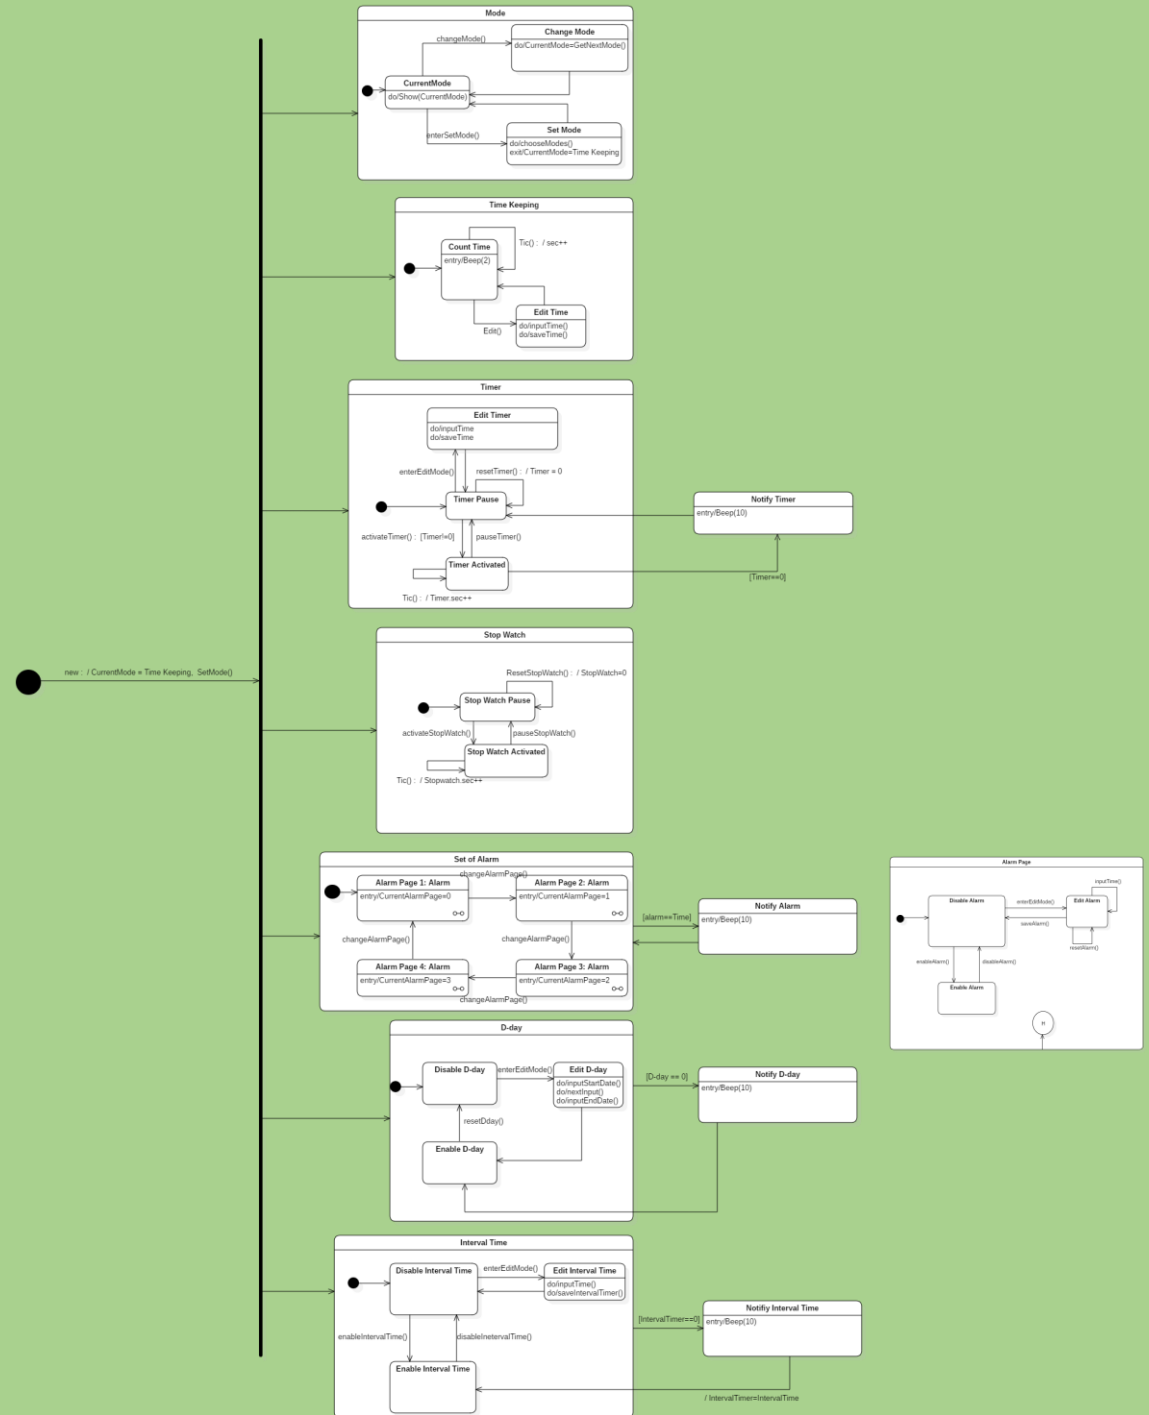 Mode
Change Mode
do/CurrentMode=GetNextMode()
changeMode()
CurrentMode
do/Show(CurrentMode)
enterSetMode()
Set Mode
do/chooseModes()
exit/CurrentMode=Time Keeping
Time Keeping
Count Time
entry/Beep(2)
Tic() :  / sec++
Edit Time
do/inputTime()
do/saveTime()
Edit()
Timer
Edit Timer
do/inputTime
do/saveTime
enterEditMode()
resetTimer() :  / Timer = 0
Timer Pause
activateTimer() :  [Timer!=0]
pauseTimer()
Timer Activated
Tic() :  / Timer.sec++
Notify Timer
entry/Beep(10)
[Timer==0]
new :  / CurrentMode = Time Keeping,  SetMode()
Stop Watch
ResetStopWatch() :  / StopWatch=0
Stop Watch Pause
activateStopWatch()
pauseStopWatch()
Stop Watch Activated
Tic() :  / Stopwatch.sec++
Set of Alarm
changeAlarmPage()
Alarm Page 1: Alarm
entry/CurrentAlarmPage=0
Alarm Page 2: Alarm
entry/CurrentAlarmPage=1
changeAlarmPage()
changeAlarmPage()
Alarm Page 4: Alarm
entry/CurrentAlarmPage=3
Alarm Page 3: Alarm
entry/CurrentAlarmPage=2
changeAlarmPage()
[alarm==Time]
Notify Alarm
entry/Beep(10)
Alarm Page
Disable Alarm
enterEditMode()
saveAlarm()
inputTime()
Edit Alarm
resetAlarm()
enableAlarm()
disableAlarm()
Enable Alarm
H
D-day
Disable D-day
enterEditMode()
Edit D-day
do/inputStartDate()
do/nextInput()
do/inputEndDate()
resetDday()
Enable D-day
[D-day == 0]
Notify D-day
entry/Beep(10)
Interval Time
Disable Interval Time
enterEditMode()
Edit Interval Time
do/inputTime()
do/saveIntervalTimer()
enableIntervalTime()
disableInetervalTime()
Enable Interval Time
[IntervalTimer==0]
Notifiy Interval Time
entry/Beep(10)
/ IntervalTimer=IntervalTime